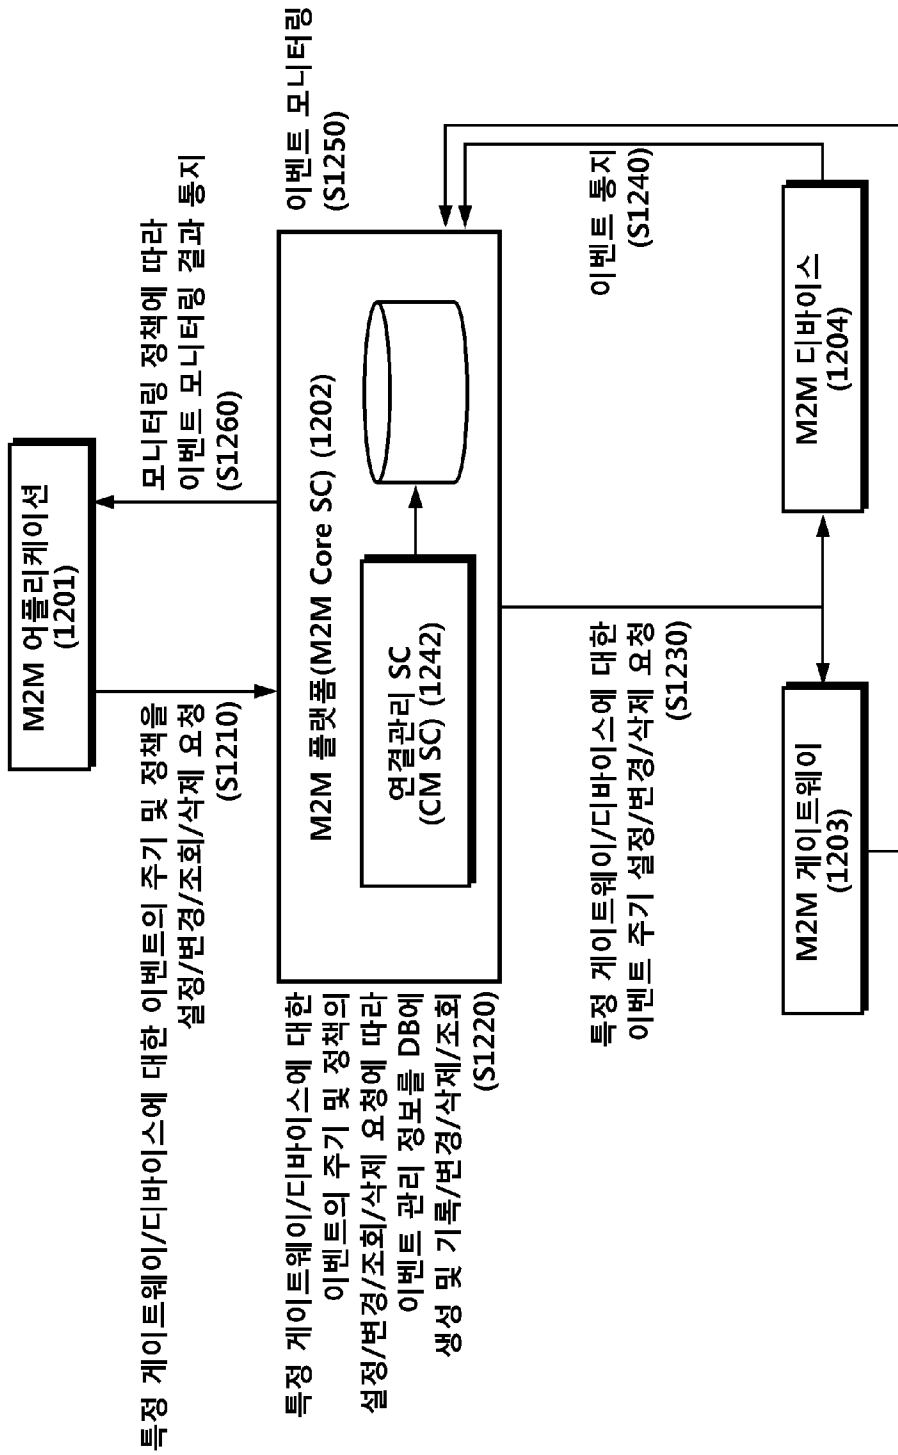 M2M 어플리케이션
(1201)
특정 게이트웨이/디바이스에 대한 이벤트의 주기 및 정책을
설정/변경/조회/삭제 요청
(S1210)
모니터링 정책에 따라
이벤트 모니터링 결과 통지
(S1260)
특정 게이트웨이/디바이스에 대한
이벤트의 주기 및 정책의
설정/변경/조회/삭제 요청에 따라
이벤트 관리 정보를 DB에
생성 및 기록/변경/삭제/조회
(S1220)
M2M 플랫폼(M2M Core SC) (1202)
연결관리 SC
(CM SC) (1242)
이벤트 모니터링
(S1250)
특정 게이트웨이/디바이스에 대한
이벤트 주기 설정/변경/삭제 요청
(S1230)
이벤트 통지
(S1240)
M2M 게이트웨이
(1203)
M2M 디바이스
(1204)